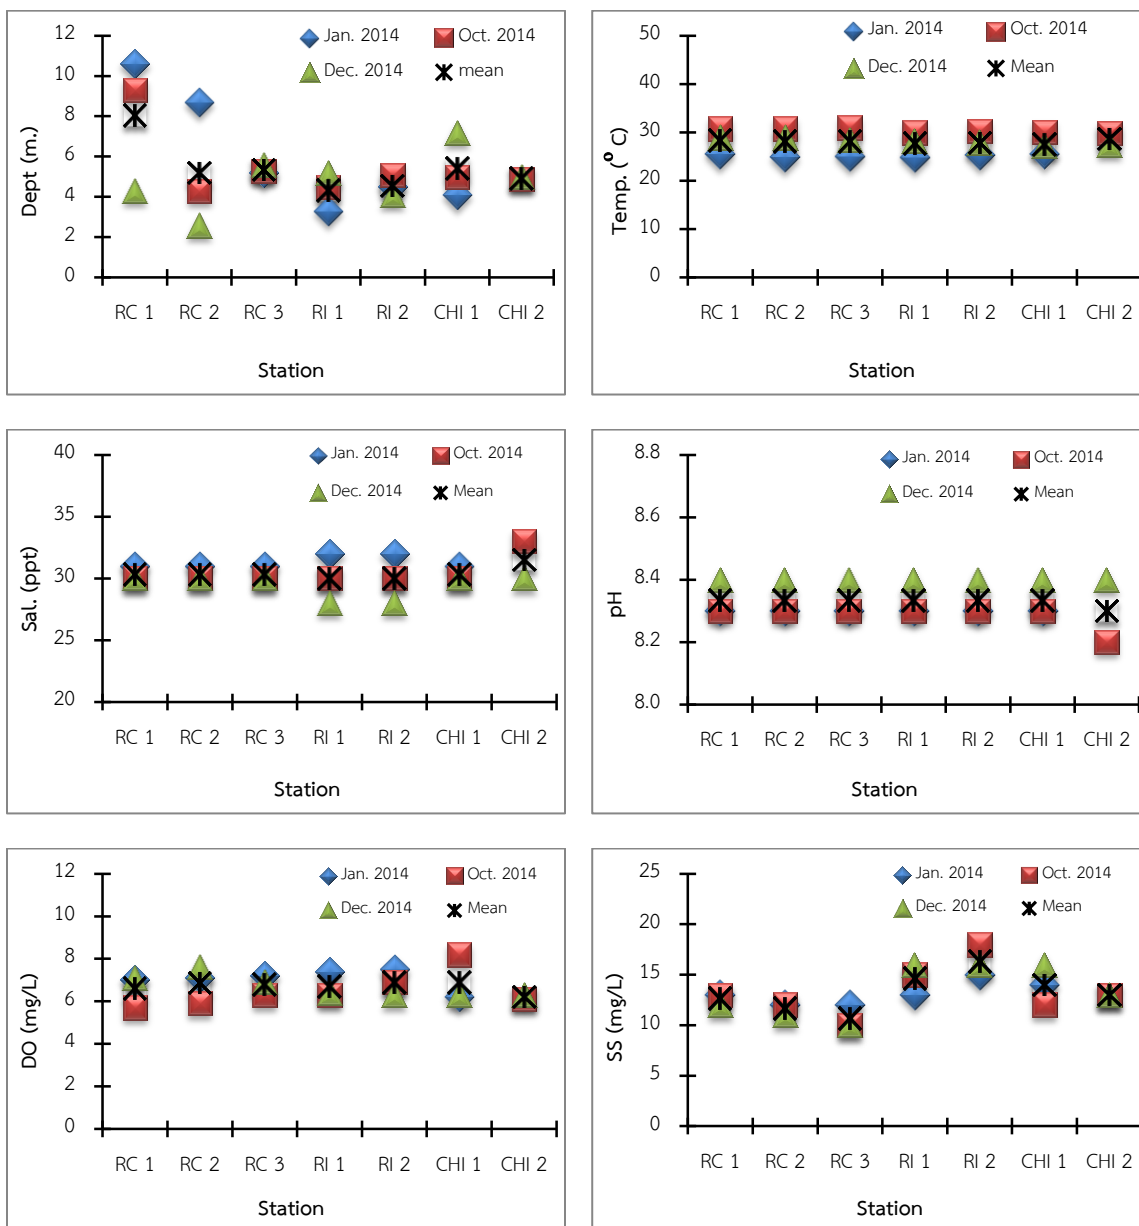 12
10
8
6
4
2
0
Dept (m.)
Jan. 2014
Oct. 2014
Dec. 2014
mean
RC 1 RC 2 RC 3 RI 1 RI 2 CHI 1 CHI 2
Station
50
40
30
20
10
0
Temp. (° C)
Jan. 2014
Oct. 2014
Dec. 2014
Mean
RC 1 RC 2 RC 3 RI 1 RI 2 CHI 1 CHI 2
Station
40
35
30
25
20
Sal. (ppt)
Jan. 2014
Oct. 2014
Dec. 2014
Mean
RC 1 RC 2 RC 3 RI 1 RI 2 CHI 1 CHI 2
Station
8.8
8.6
8.4
8.2
8.0
pH
Jan. 2014
Oct. 2014
Dec. 2014
Mean
RC 1 RC 2 RC 3 RI 1 RI 2 CHI 1 CHI 2
Station
12
10
8
6
4
2
0
DO (mg/L)
Jan. 2014
Oct. 2014
Dec. 2014
Mean
RC 1 RC 2 RC 3 RI 1 RI 2 CHI 1 CHI 2
Station
25
20
15
10
5
0
SS (mg/L)
Jan. 2014
Oct. 2014
Dec. 2014
Mean
RC 1 RC 2 RC 3 RI 1 RI 2 CHI 1 CHI 2
Station